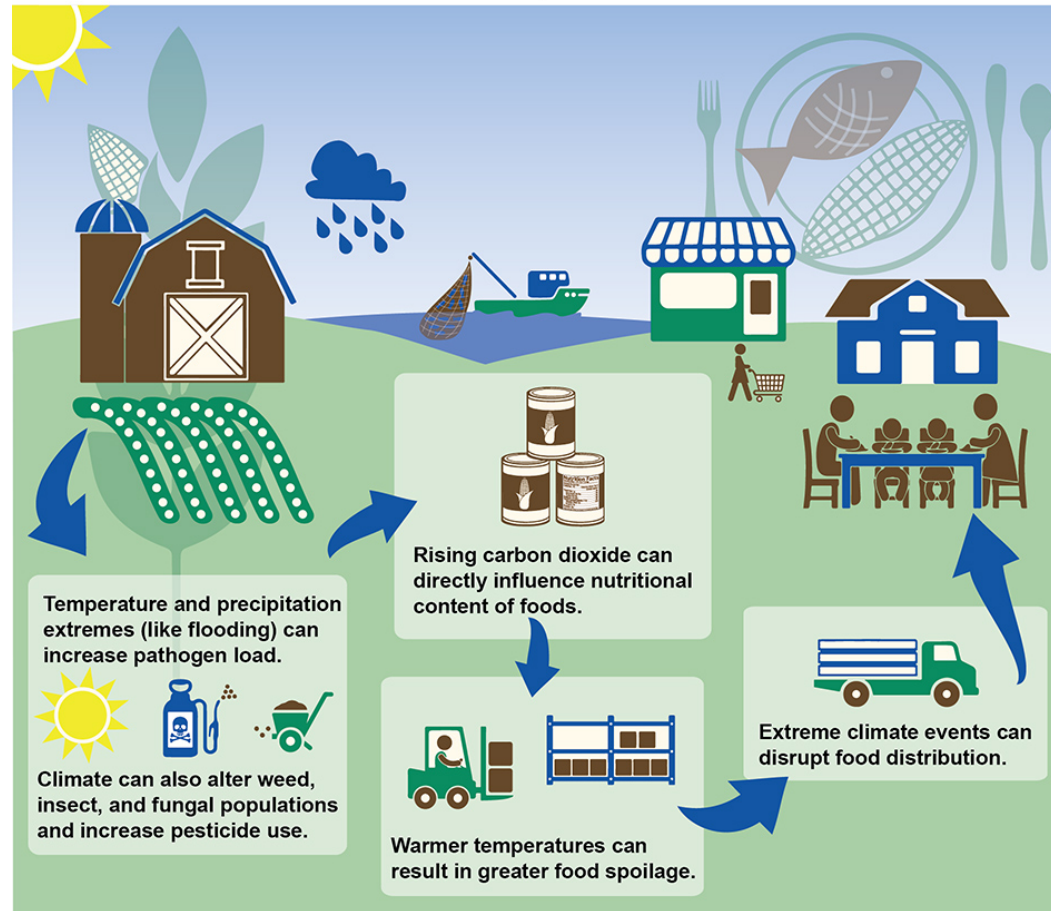 Temperature and precipitation
extremes (like flooding) can
increase pathogen load.
Climate can also alter weed,
insect, and fungal populations
and increase pesticide use.
Nutrition Facts
Rising carbon dioxide can
directly influence nutritional
content of foods.
Warmer temperatures can
result in greater food spoilage.
Extreme climate events can
disrupt food distribution.